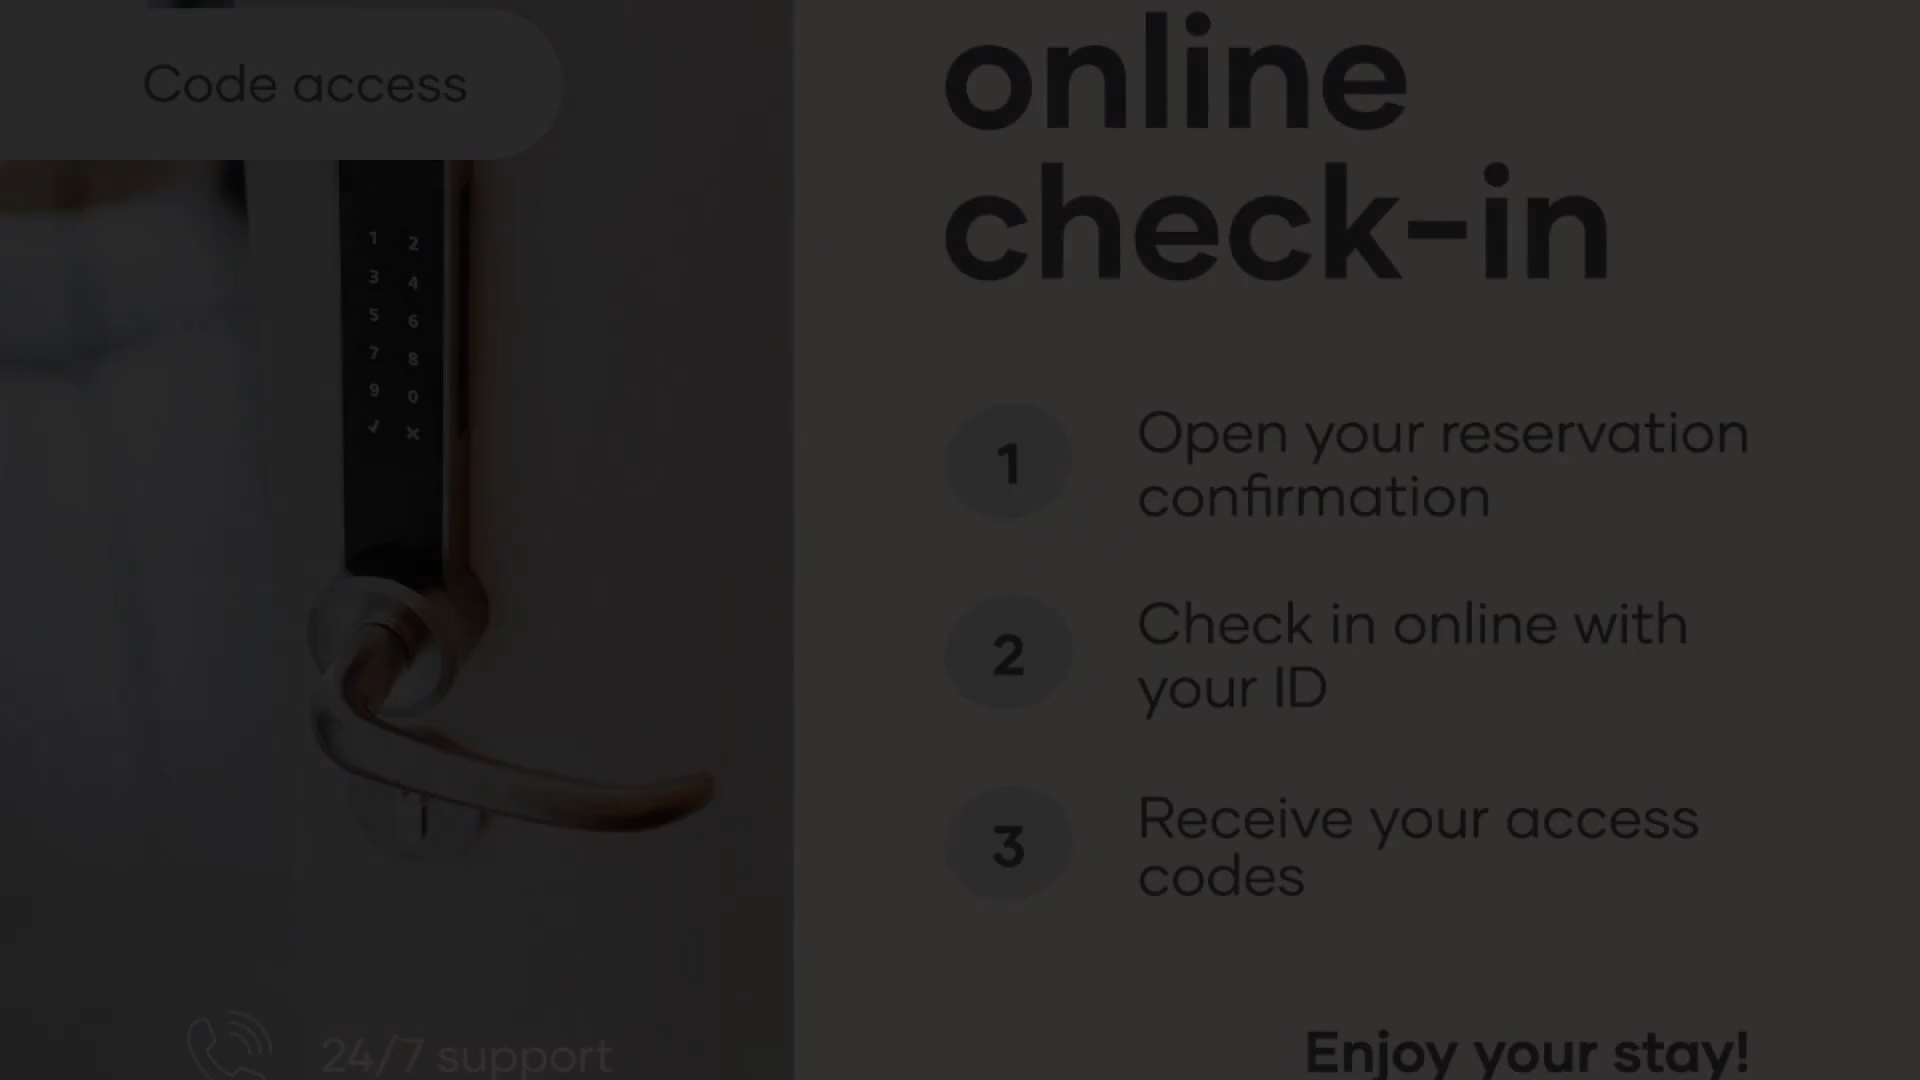 Code access
1 2
3 4
5 6
7 8
9 0
online
check-in
1 Open your reservation
confirmation
2 Check in online with
your ID
3 Receive your access
codes
24/7 support
Enjoy your stay!